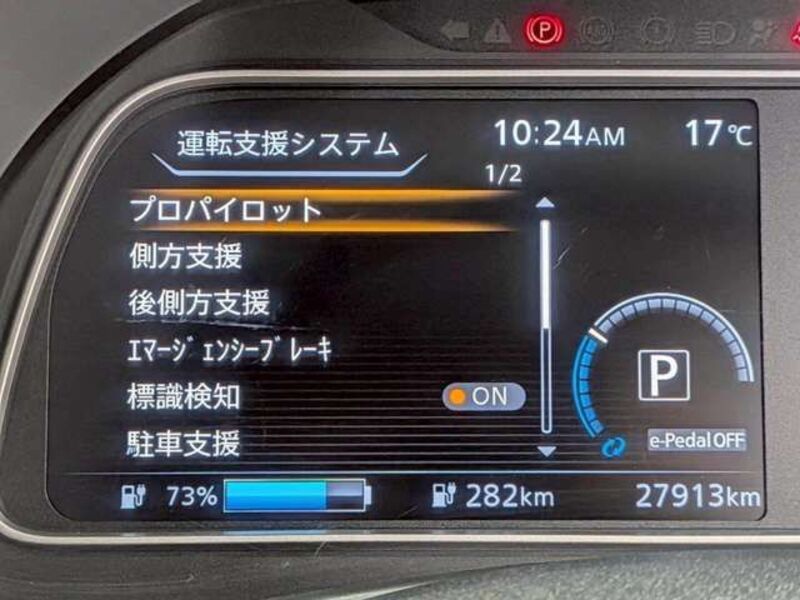 運転支援システム
10:24AM
17℃
1/2
プロパイロット
側方支援
後側方支援
ｴﾏｰｼﾞｪﾝｼｰﾌﾞﾚｰｷ
標識検知
ON
駐車支援
P
e-Pedal OFF
73%
282km
27913km